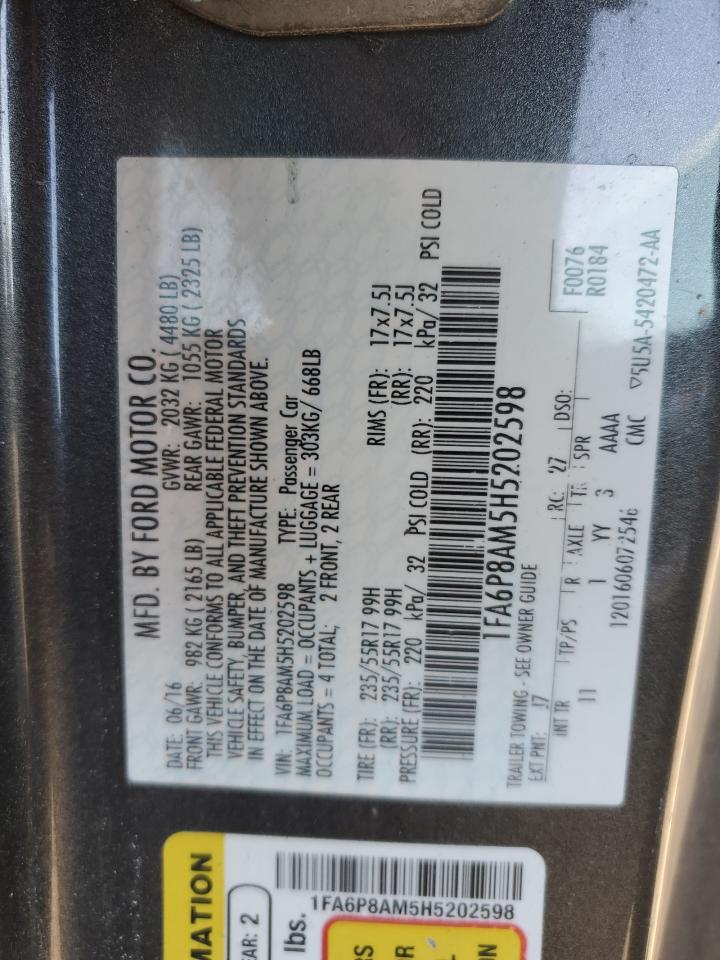 MFD. BY FORD MOTOR CO.
DATE: 06/16 GVWR: 2032 KG ( 4480 LB)
FRONT GAWR: 982 KG ( 2165 LB) REAR GAWR: 1055 KG ( 2325 LB)
THIS VEHICLE CONFORMS TO ALL APPLICABLE FEDERAL MOTOR
VEHICLE SAFETY, BUMPER, AND THEFT PREVENTION STANDARDS
IN EFFECT ON THE DATE OF MANUFACTURE SHOWN ABOVE.
VIN: 1FA6P8AM5H5202598 TYPE: Passenger Car
MAXIMUM LOAD = OCCUPANTS + LUGGAGE = 303KG/ 668LB
OCCUPANTS = 4 TOTAL; 2 FRONT, 2 REAR
TIRE (FR): 235/55R17 99H RIMS (FR): 17x7.5J
(RR): 235/55R17 99H (RR): 17x7.5J
PRESSURE (FR): 220 kPa/ 32 PSI COLD (RR): 220 kPa/ 32 PSI COLD
1FA6P8AM5H5202598
TRAILER TOWING - SEE OWNER GUIDE
EXT PNT: J7 RC: 27 DSO: F0076
INT TR TP/PS R AXLE TR SPR R0184
11 1 YY 3 AAAA
1201606072546 CMC ▽5U5A-5420472-AA
MATION
EAR: 2
lbs.
1FA6P8AM5H5202598